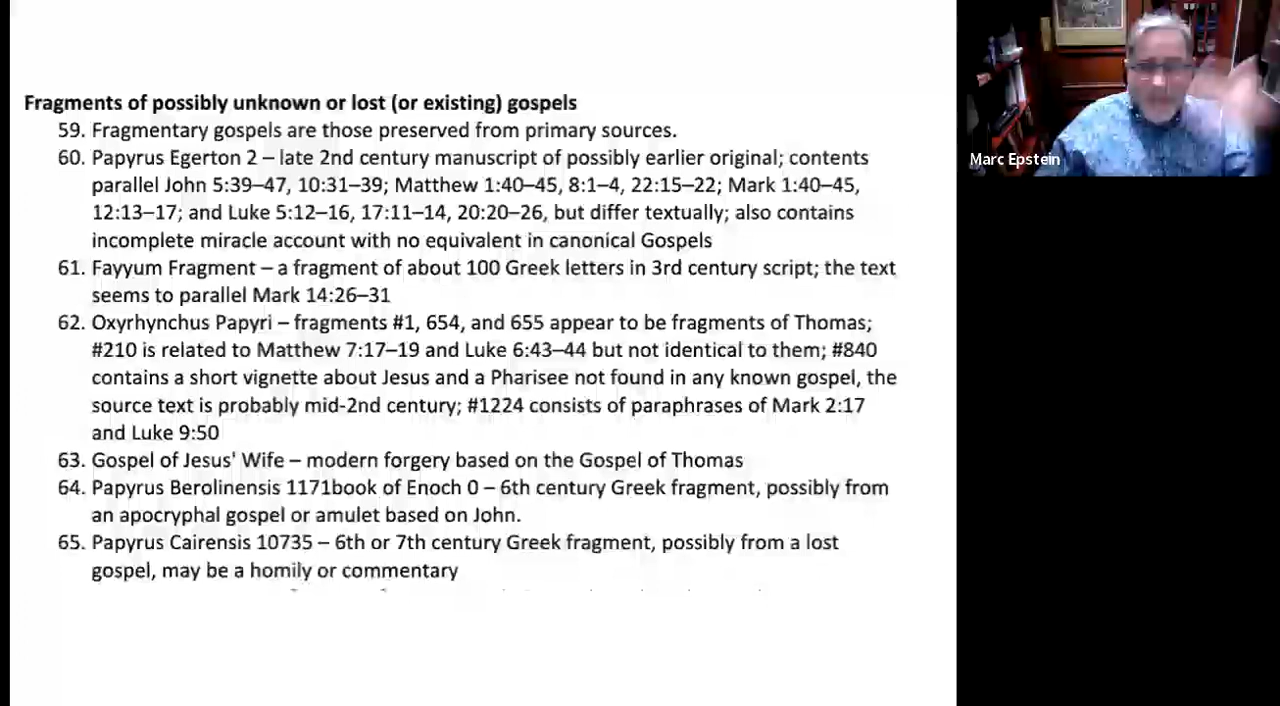 Fragments of possibly unknown or lost (or existing) gospels
59. Fragmentary gospels are those preserved from primary sources.
60. Papyrus Egerton 2 – late 2nd century manuscript of possibly earlier original; contents
parallel John 5:39–47, 10:31–39; Matthew 1:40–45, 8:1–4, 22:15–22; Mark 1:40–45,
12:13–17; and Luke 5:12–16, 17:11–14, 20:20–26, but differ textually; also contains
incomplete miracle account with no equivalent in canonical Gospels
61. Fayyum Fragment – a fragment of about 100 Greek letters in 3rd century script; the text
seems to parallel Mark 14:26–31
62. Oxyrhynchus Papyri – fragments #1, 654, and 655 appear to be fragments of Thomas;
#210 is related to Matthew 7:17–19 and Luke 6:43–44 but not identical to them; #840
contains a short vignette about Jesus and a Pharisee not found in any known gospel, the
source text is probably mid-2nd century; #1224 consists of paraphrases of Mark 2:17
and Luke 9:50
63. Gospel of Jesus' Wife – modern forgery based on the Gospel of Thomas
64. Papyrus Berolinensis 1171book of Enoch 0 – 6th century Greek fragment, possibly from
an apocryphal gospel or amulet based on John.
65. Papyrus Cairensis 10735 – 6th or 7th century Greek fragment, possibly from a lost
gospel, may be a homily or commentary
Marc Epstein